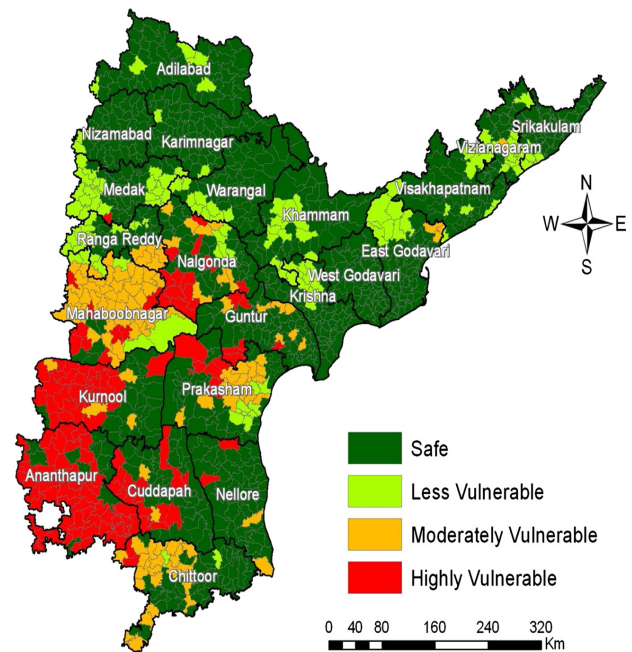 Adilabad
Nizamabad
Karimnagar
Srikakulam
Vizianagaram
Medak
Warangal
Visakhapatnam
Khammam
N
W E
S
Ranga Reddy
Nalgonda
East Godavari
West Godavari
Krishna
Mahaboobnagar
Guntur
Kurnool
Prakasham
Ananthapur
Cuddapah
Nellore
Chittoor
Safe
Less Vulnerable
Moderately Vulnerable
Highly Vulnerable
0 40 80 160 240 320
Km